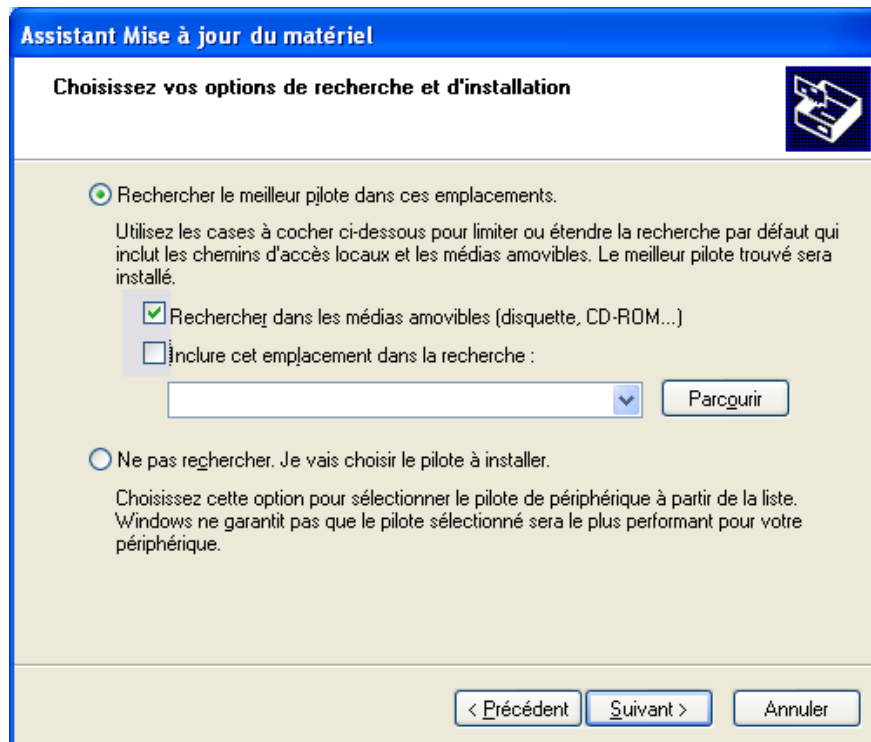 Assistant Mise à jour du matériel
Choisissez vos options de recherche et d'installation
Rechercher le meilleur pilote dans ces emplacements.
Utilisez les cases à cocher ci-dessous pour limiter ou étendre la recherche par défaut qui
inclut les chemins d'accès locaux et les médias amovibles. Le meilleur pilote trouvé sera
installé.
Rechercher dans les médias amovibles (disquette, CD-ROM...)
Inclure cet emplacement dans la recherche :
Parcourir
Ne pas rechercher. Je vais choisir le pilote à installer.
Choisissez cette option pour sélectionner le pilote de périphérique à partir de la liste.
Windows ne garantit pas que le pilote sélectionné sera le plus performant pour votre
périphérique.
< Précédent Suivant > Annuler